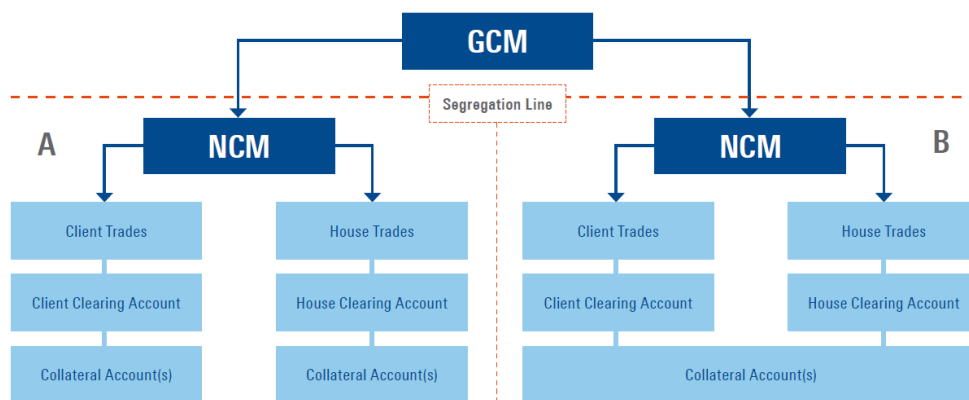 GCM
Segregation Line
A
NCM
NCM
B
Client Trades
House Trades
Client Trades
House Trades
Client Clearing Account
House Clearing Account
Client Clearing Account
House Clearing Account
Collateral Account(s)
Collateral Account(s)
Collateral Account(s)